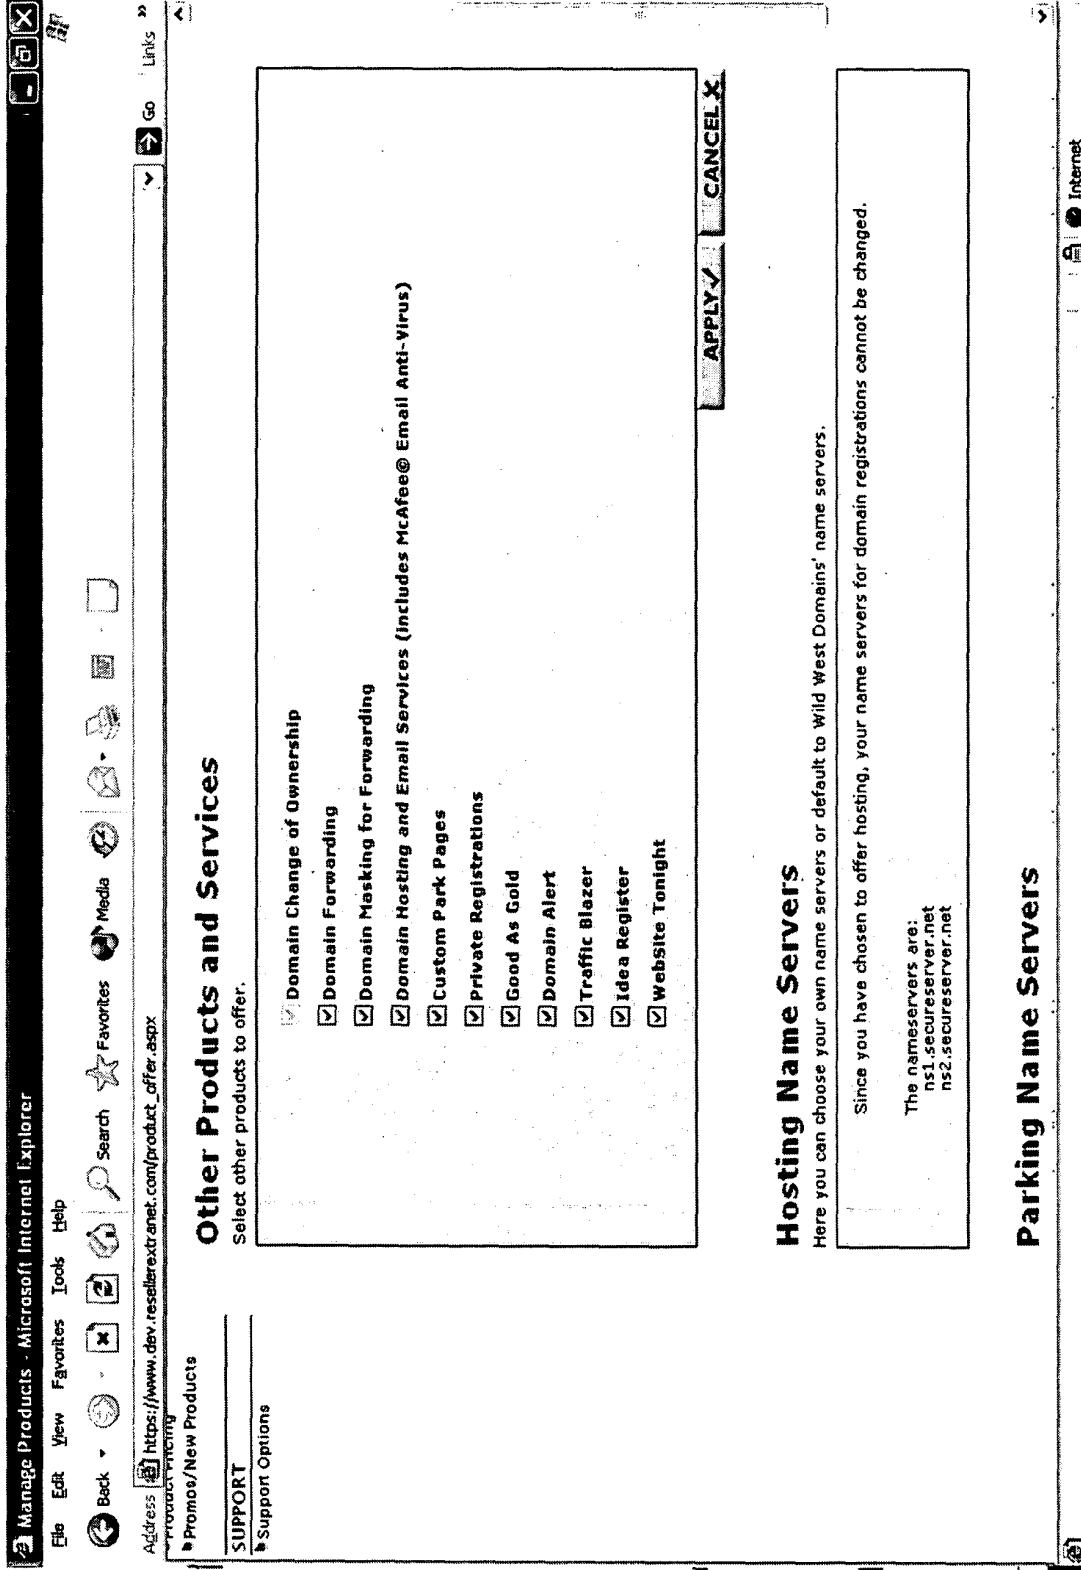 Manage Products - Microsoft Internet Explorer
File Edit View Favorites Tools Help
Back Search Favorites Media
Address https://www.dev.resellerextranet.com/product_offer.aspx Go Links »
Product Pricing
Promos/New Products
SUPPORT
Support Options
Other Products and Services
Select other products to offer.
Domain Change of Ownership
Domain Forwarding
Domain Masking for Forwarding
Domain Hosting and Email Services (includes McAfee® Email Anti-Virus)
Custom Park Pages
Private Registrations
Good As Gold
Domain Alert
Traffic Blazer
Idea Register
WebSite Tonight
APPLY CANCEL
Hosting Name Servers
Here you can choose your own name servers or default to Wild West Domains' name servers.
Since you have chosen to offer hosting, your name servers for domain registrations cannot be changed.
The nameservers are:
ns1.secureserver.net
ns2.secureserver.net
Parking Name Servers
Internet